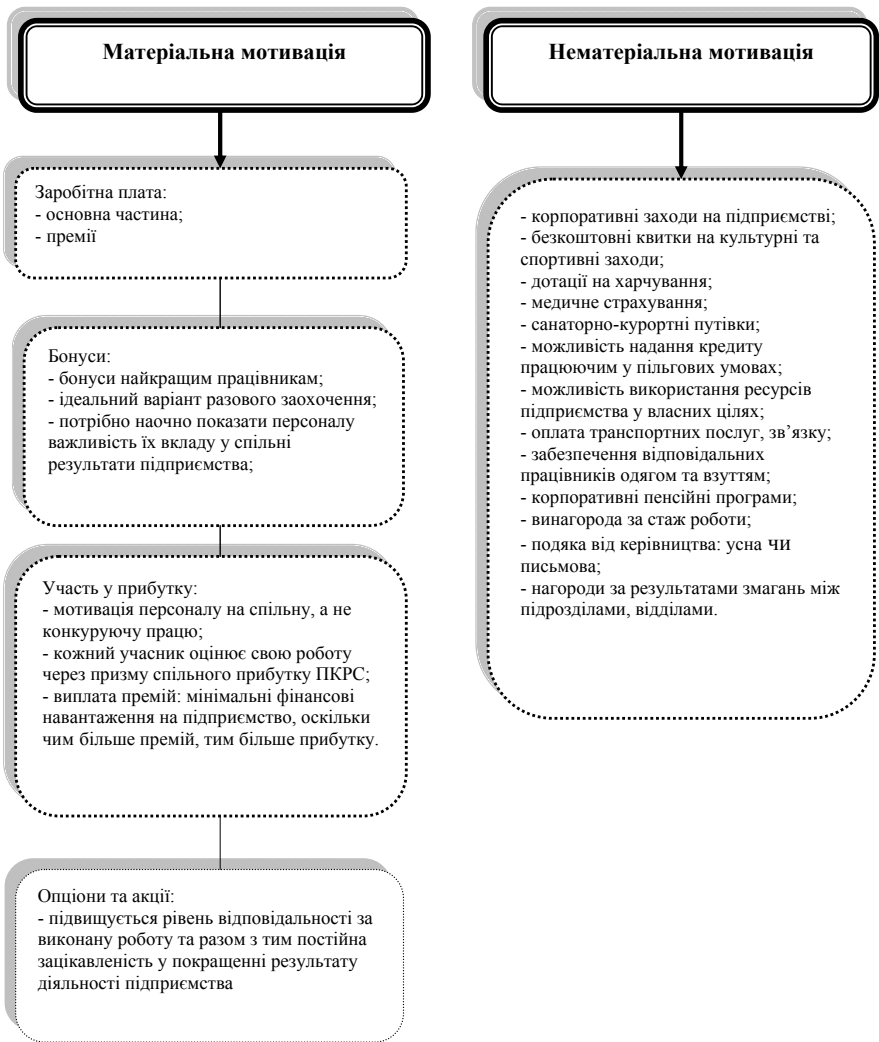 Матеріальна мотивація
Заробітна плата:
- основна частина;
- премії
Бонуси:
- бонуси найкращим працівникам;
- ідеальний варіант разового заохочення;
- потрібно наочно показати персоналу
важливість їх вкладу у спільні
результати підприємства;
Участь у прибутку:
- мотивація персоналу на спільну, а не
конкуруючу працю;
- кожний учасник оцінює свою роботу
через призму спільного прибутку ПКРС;
- виплата премій: мінімальні фінансові
навантаження на підприємство, оскільки
чим більше премій, тим більше прибутку.
Опціони та акції:
- підвищується рівень відповідальності за
виконану роботу та разом з тим постійна
зацікавленість у покращенні результату
діяльності підприємства
Нематеріальна мотивація
- корпоративні заходи на підприємстві;
- безкоштовні квитки на культурні та
спортивні заходи;
- дотації на харчування;
- медичне страхування;
- санаторно-курортні путівки;
- можливість надання кредиту
працюючим у пільгових умовах;
- можливість використання ресурсів
підприємства у власних цілях;
- оплата транспортних послуг, зв’язку;
- забезпечення відповідальних
працівників одягом та взуттям;
- корпоративні пенсійні програми;
- винагорода за стаж роботи;
- подяка від керівництва: усна чи
письмова;
- нагороди за результатами змагань між
підрозділами, відділами.